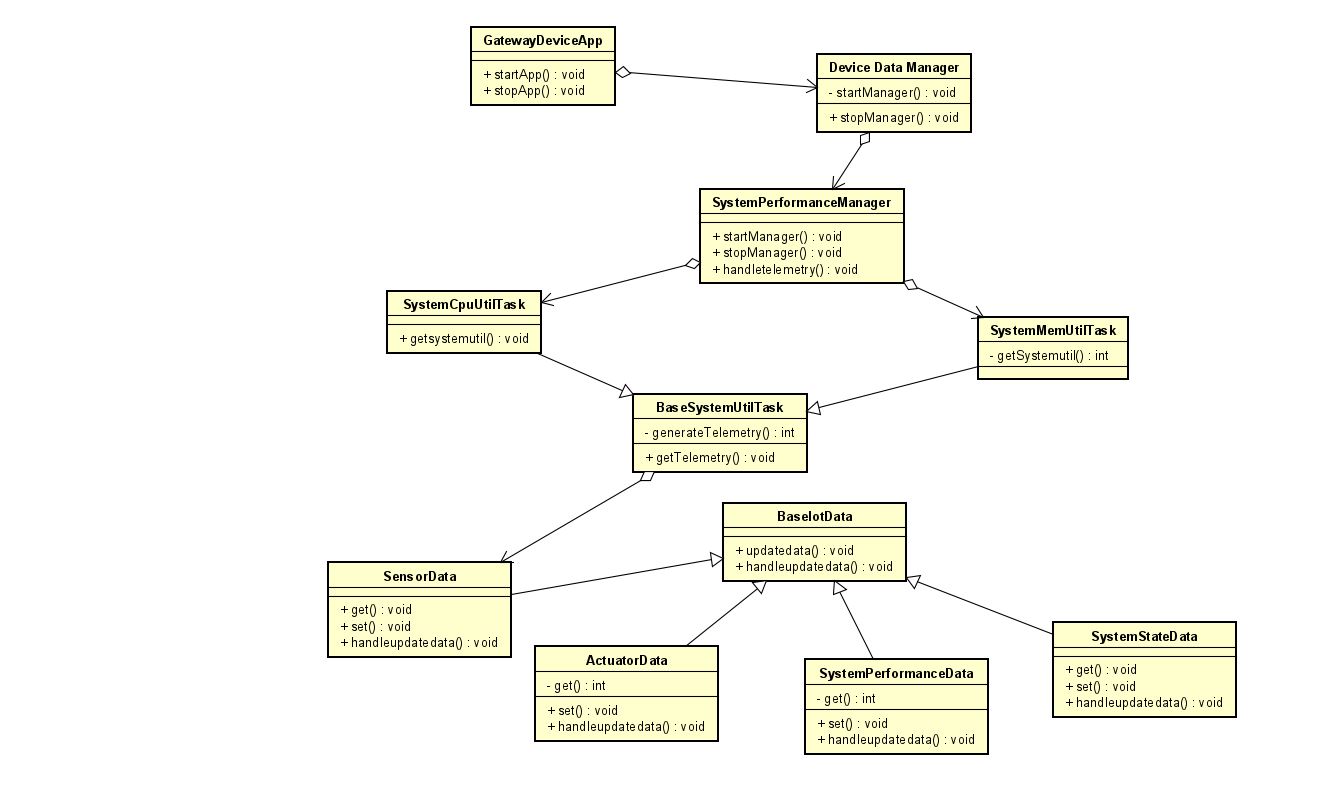 GatewayDeviceApp
+ startApp() : void
+ stopApp() : void
Device Data Manager
- startManager() : void
+ stopManager() : void
SystemPerformanceManager
+ startManager() : void
+ stopManager() : void
+ handletelemetry() : void
SystemCpuUtilTask
+ getsystemutil() : void
SystemMemUtilTask
- getSystemutil() : int
BaseSystemUtilTask
- generateTelemetry() : int
+ getTelemetry() : void
BaseIotData
+ updatedata() : void
+ handleupdatedata() : void
SensorData
+ get() : void
+ set() : void
+ handleupdatedata() : void
ActuatorData
- get() : int
+ set() : void
+ handleupdatedata() : void
SystemPerformanceData
- get() : int
+ set() : void
+ handleupdatedata() : void
SystemStateData
+ get() : void
+ set() : void
+ handleupdatedata() : void